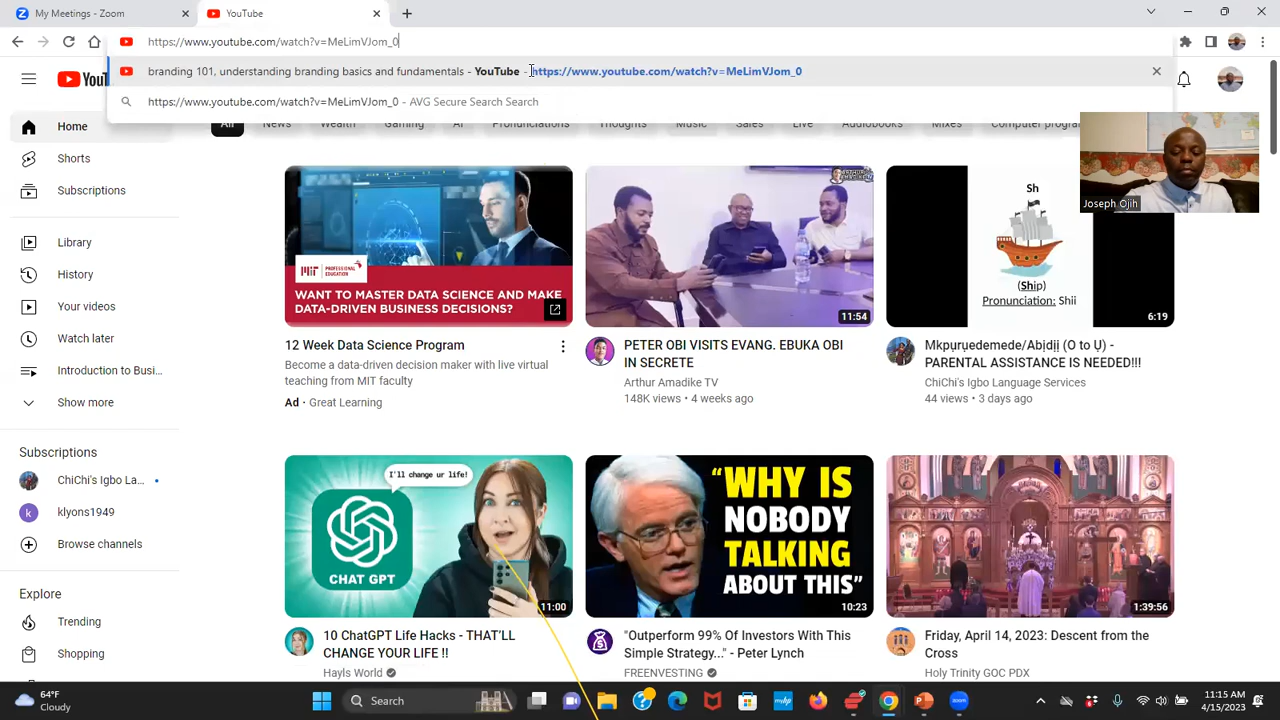 My Meetings - Zoom
YouTube
https://www.youtube.com/watch?v=MeLimVJom_0
branding 101, understanding branding basics and fundamentals - YouTube - https://www.youtube.com/watch?v=MeLimVJom_0
https://www.youtube.com/watch?v=MeLimVJom_0 - AVG Secure Search Search
All News Wealth Gaming AI Pronunciations Thoughts Music Sales Live Audiobooks Mixes Computer progra
Home
Shorts
Subscriptions
Library
History
Your videos
Watch later
Introduction to Busi...
Show more
Subscriptions
ChiChi's Igbo La...
klyons1949
Browse channels
Explore
Trending
Shopping
Joseph Ojih
MIT PROFESSIONAL EDUCATION
WANT TO MASTER DATA SCIENCE AND MAKE
DATA-DRIVEN BUSINESS DECISIONS?
12 Week Data Science Program
Become a data-driven decision maker with live virtual
teaching from MIT faculty
Ad · Great Learning
11:54
PETER OBI VISITS EVANG. EBUKA OBI
IN SECRETE
Arthur Amadike TV
148K views • 4 weeks ago
Sh
(Ship)
Pronunciation: Shii
6:19
Mkpụrụedemede/Abịdịị (O to Ụ) -
PARENTAL ASSISTANCE IS NEEDED!!!
ChiChi's Igbo Language Services
44 views • 3 days ago
I'll change ur life!
CHAT GPT
11:00
10 ChatGPT Life Hacks - THAT'LL
CHANGE YOUR LIFE !!
Hayls World
"WHY IS
NOBODY
TALKING
ABOUT THIS"
10:23
"Outperform 99% Of Investors With This
Simple Strategy..." - Peter Lynch
FREENVESTING
1:39:56
Friday, April 14, 2023: Descent from the
Cross
Holy Trinity GOC PDX
64°F
Cloudy
Search
11:15 AM
4/15/2023